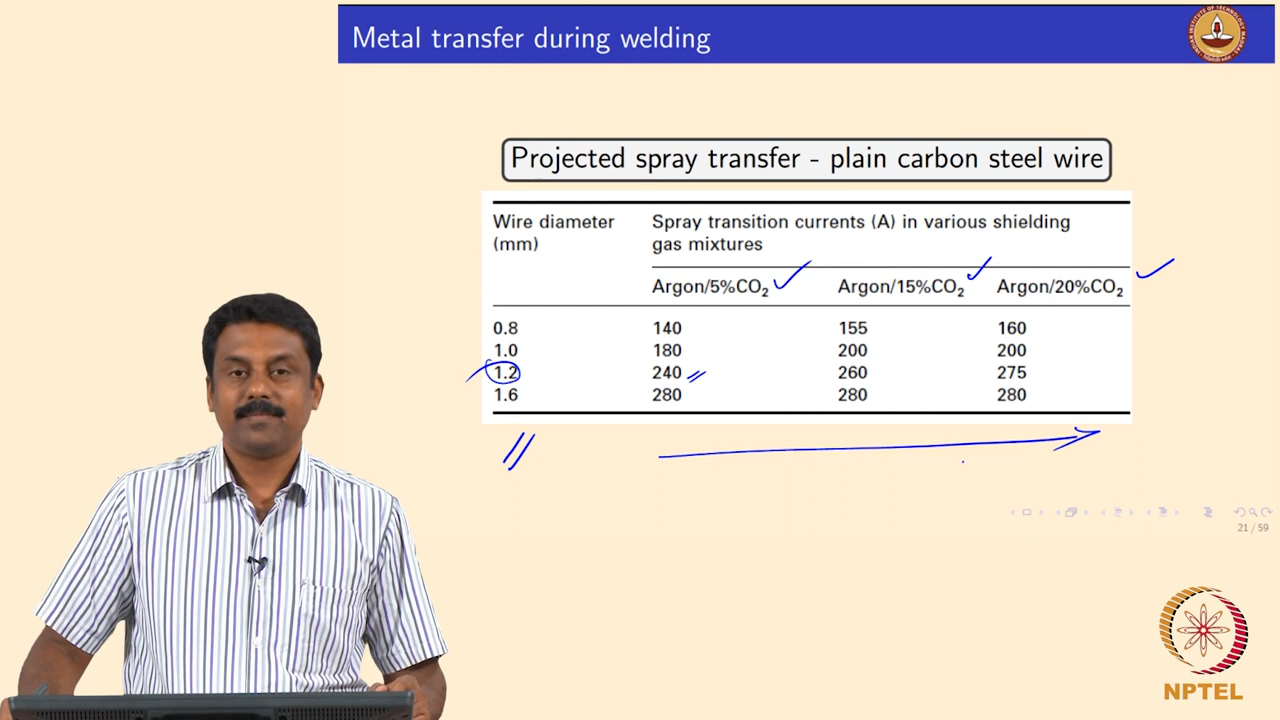 Metal transfer during welding
Projected spray transfer - plain carbon steel wire
Wire diameter (mm) Spray transition currents (A) in various shielding gas mixtures
Argon/5%CO₂ Argon/15%CO₂ Argon/20%CO₂
0.8 140 155 160
1.0 180 200 200
1.2 240 260 275
1.6 280 280 280
21 / 59
NPTEL